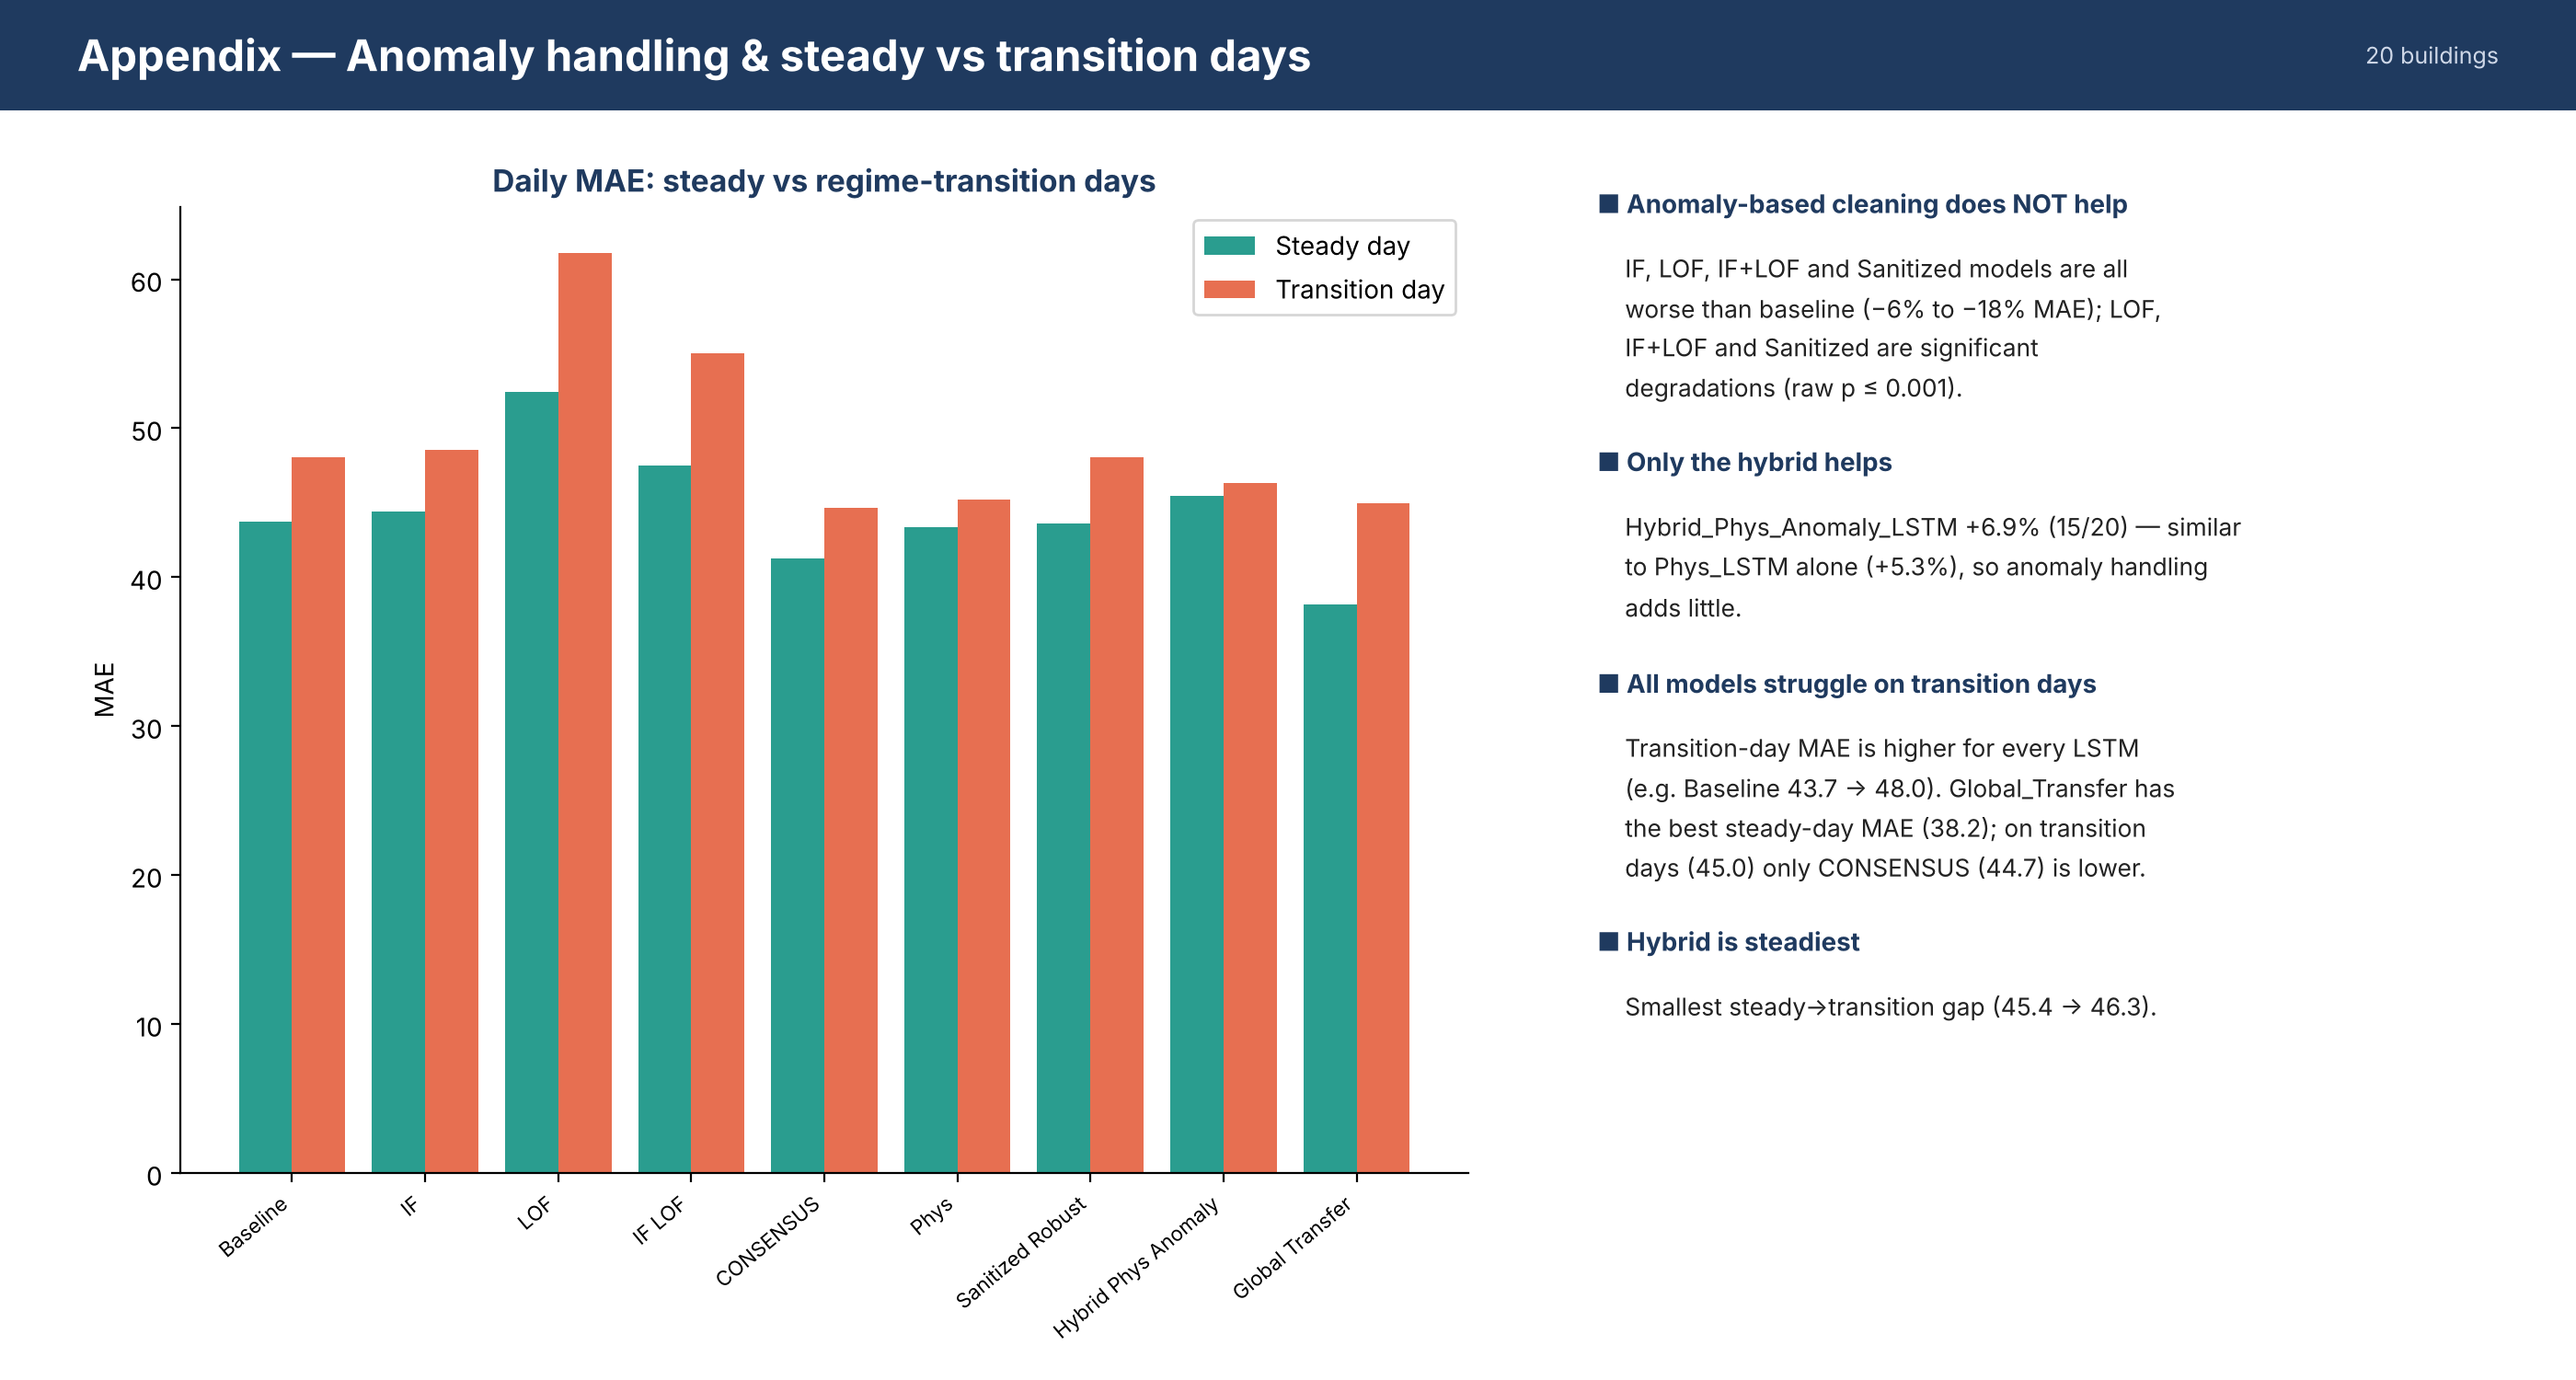 Appendix — Anomaly handling & steady vs transition days
20 buildings
Daily MAE: steady vs regime-transition days
Steady day
Transition day
MAE
60
50
40
30
20
10
0
Baseline
IF
LOF
IF LOF
CONSENSUS
Phys
Sanitized Robust
Hybrid Phys Anomaly
Global Transfer
■ Anomaly-based cleaning does NOT help
IF, LOF, IF+LOF and Sanitized models are all
worse than baseline (−6% to −18% MAE); LOF,
IF+LOF and Sanitized are significant
degradations (raw p ≤ 0.001).
■ Only the hybrid helps
Hybrid_Phys_Anomaly_LSTM +6.9% (15/20) — similar
to Phys_LSTM alone (+5.3%), so anomaly handling
adds little.
■ All models struggle on transition days
Transition-day MAE is higher for every LSTM
(e.g. Baseline 43.7 → 48.0). Global_Transfer has
the best steady-day MAE (38.2); on transition
days (45.0) only CONSENSUS (44.7) is lower.
■ Hybrid is steadiest
Smallest steady→transition gap (45.4 → 46.3).